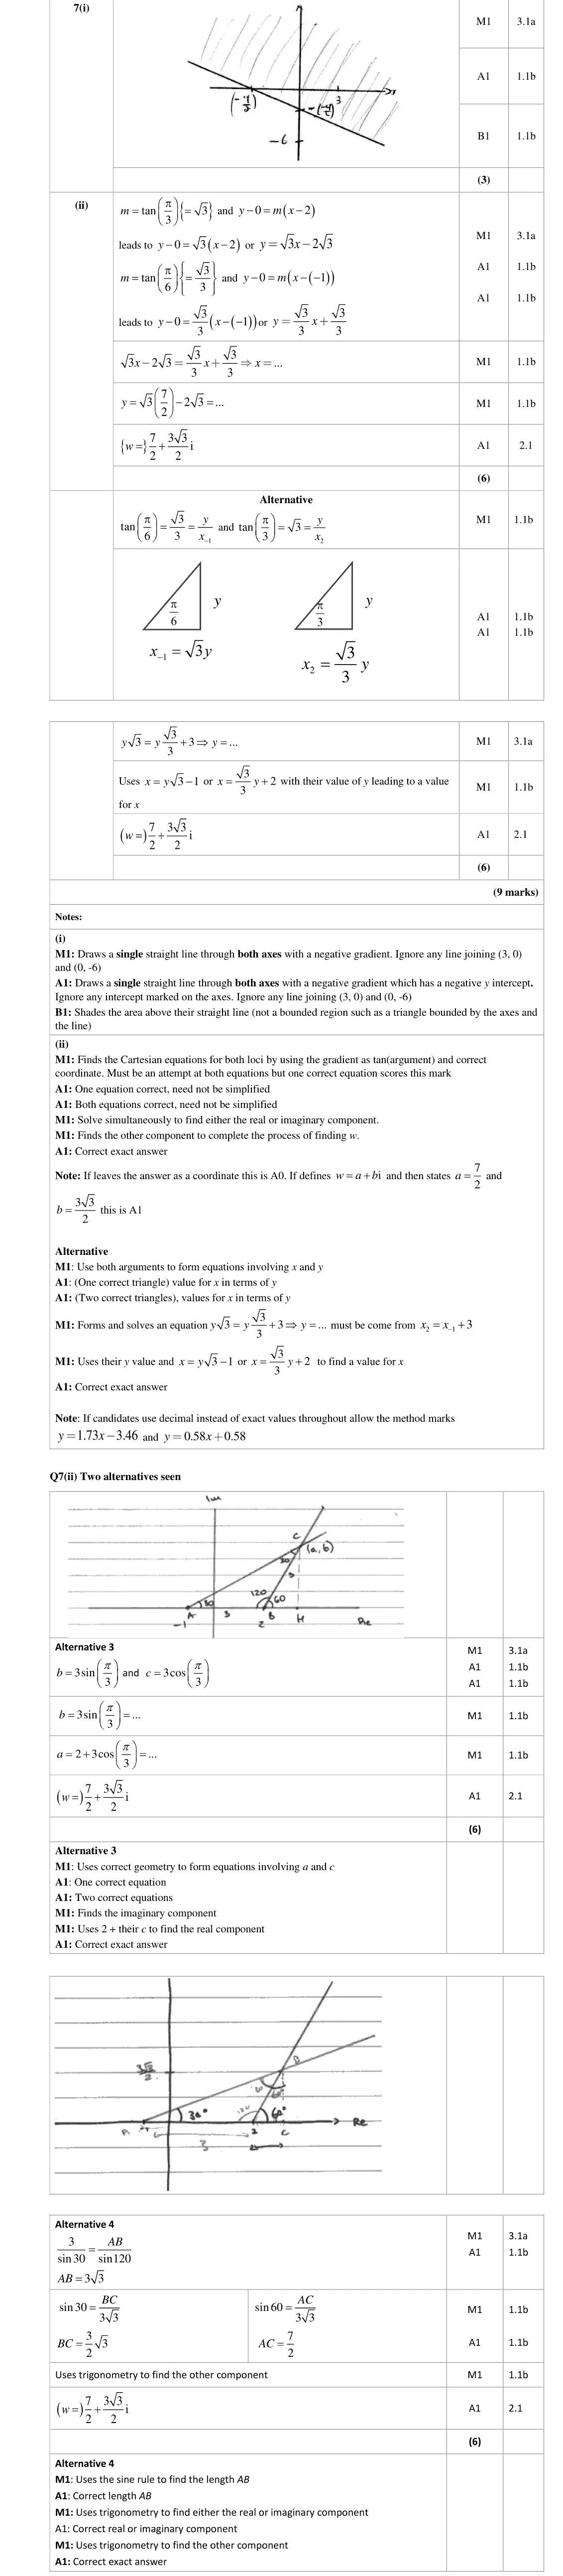 7(i)
(-7/2)
-(7/4)
3
-6
M1 3.1a
A1 1.1b
B1 1.1b
(3)
(ii)
m = tan(π/3){= √3} and y − 0 = m(x − 2)
leads to y − 0 = √3(x − 2) or y = √3x − 2√3
m = tan(π/6){= √3/3} and y − 0 = m(x − (−1))
leads to y − 0 = √3/3(x − (−1)) or y = √3/3 x + √3/3
M1 3.1a
A1 1.1b
A1 1.1b
√3x − 2√3 = √3/3 x + √3/3 ⇒ x = ... M1 1.1b
y = √3(7/2) − 2√3 = ... M1 1.1b
{w =} 7/2 + 3√3/2 i A1 2.1
(6)
Alternative
tan(π/6) = √3/3 = y/x₋₁ and tan(π/3) = √3 = y/x₂ M1 1.1b
π/6 y
π/3 y
x₋₁ = √3y
x₂ = √3/3 y
A1 1.1b
A1 1.1b
y√3 = y √3/3 + 3 ⇒ y = ... M1 3.1a
Uses x = y√3 − 1 or x = √3/3 y + 2 with their value of y leading to a value
for x
M1 1.1b
(w =) 7/2 + 3√3/2 i A1 2.1
(6)
(9 marks)
Notes:
(i)
M1: Draws a single straight line through both axes with a negative gradient. Ignore any line joining (3, 0)
and (0, -6)
A1: Draws a single straight line through both axes with a negative gradient which has a negative y intercept.
Ignore any intercept marked on the axes. Ignore any line joining (3, 0) and (0, -6)
B1: Shades the area above their straight line (not a bounded region such as a triangle bounded by the axes and
the line)
(ii)
M1: Finds the Cartesian equations for both loci by using the gradient as tan(argument) and correct
coordinate. Must be an attempt at both equations but one correct equation scores this mark
A1: One equation correct, need not be simplified
A1: Both equations correct, need not be simplified
M1: Solve simultaneously to find either the real or imaginary component.
M1: Finds the other component to complete the process of finding w.
A1: Correct exact answer
Note: If leaves the answer as a coordinate this is A0. If defines w = a + bi and then states a = 7/2 and
b = 3√3/2 this is A1
Alternative
M1: Use both arguments to form equations involving x and y
A1: (One correct triangle) value for x in terms of y
A1: (Two correct triangles), values for x in terms of y
M1: Forms and solves an equation y√3 = y √3/3 + 3 ⇒ y = ... must be come from x₂ = x₋₁ + 3
M1: Uses their y value and x = y√3 − 1 or x = √3/3 y + 2 to find a value for x
A1: Correct exact answer
Note: If candidates use decimal instead of exact values throughout allow the method marks
y = 1.73x − 3.46 and y = 0.58x + 0.58
Q7(ii) Two alternatives seen
Im
C
(a, b)
30
3
120
30
60
A 3 B H Re
-1 2
Alternative 3
b = 3sin(π/3) and c = 3cos(π/3)
M1 3.1a
A1 1.1b
A1 1.1b
b = 3sin(π/3) = ... M1 1.1b
a = 2 + 3cos(π/3) = ... M1 1.1b
(w =) 7/2 + 3√3/2 i A1 2.1
(6)
Alternative 3
M1: Uses correct geometry to form equations involving a and c
A1: One correct equation
A1: Two correct equations
M1: Finds the imaginary component
M1: Uses 2 + their c to find the real component
A1: Correct exact answer
3√3/2
B
30° 120 60° Re
A -1 2 C
3
Alternative 4
3/sin 30 = AB/sin120
AB = 3√3
M1 3.1a
A1 1.1b
sin 30 = BC/3√3
BC = 3/2 √3
sin 60 = AC/3√3
AC = 7/2
M1 1.1b
A1 1.1b
Uses trigonometry to find the other component M1 1.1b
(w =) 7/2 + 3√3/2 i A1 2.1
(6)
Alternative 4
M1: Uses the sine rule to find the length AB
A1: Correct length AB
M1: Uses trigonometry to find either the real or imaginary component
A1: Correct real or imaginary component
M1: Uses trigonometry to find the other component
A1: Correct exact answer